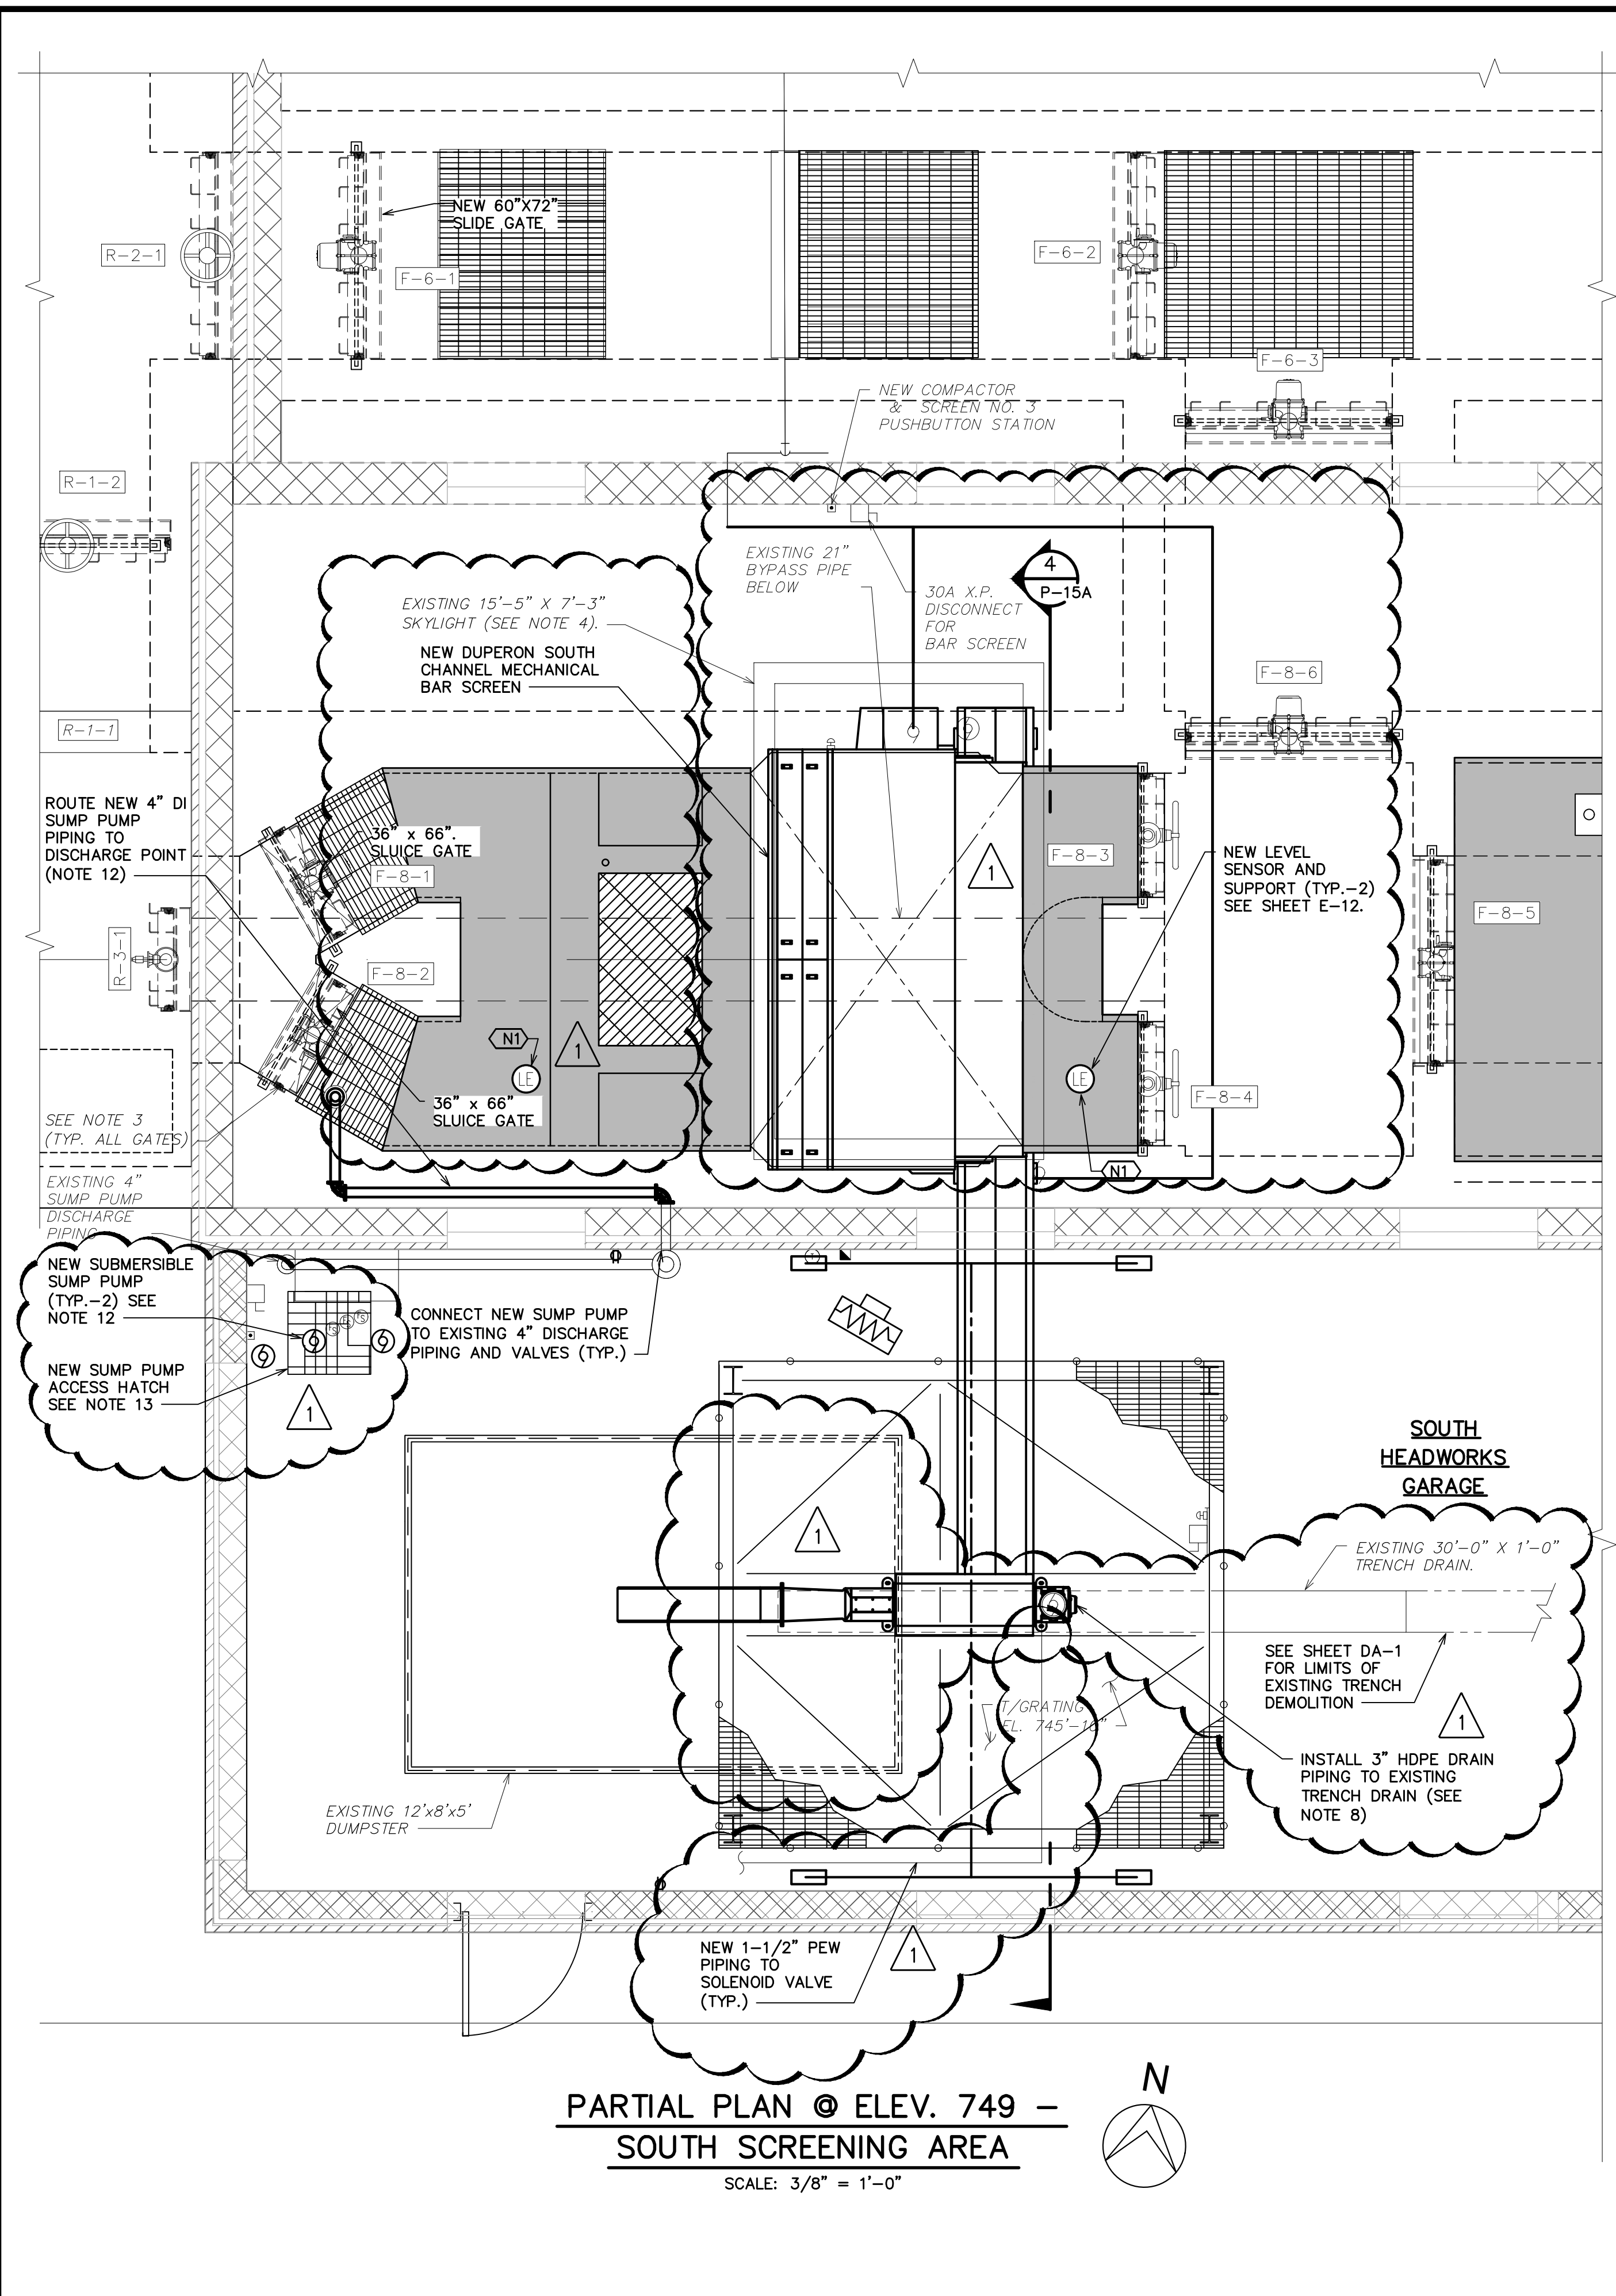 NEW 60"X72"
SLIDE GATE
R-2-1
F-6-1
F-6-2
F-6-3
NEW COMPACTOR
& SCREEN NO. 3
PUSHBUTTON STATION
R-1-2
EXISTING 21"
BYPASS PIPE
BELOW
30A X.P.
DISCONNECT
FOR
BAR SCREEN
4
P-15A
EXISTING 15'-5" X 7'-3"
SKYLIGHT (SEE NOTE 4).
NEW DUPERON SOUTH
CHANNEL MECHANICAL
BAR SCREEN
F-8-6
R-1-1
ROUTE NEW 4" DI
SUMP PUMP
PIPING TO
DISCHARGE POINT
(NOTE 12)
36" x 66".
SLUICE GATE
F-8-1
1
F-8-3
NEW LEVEL
SENSOR AND
SUPPORT (TYP.-2)
SEE SHEET E-12.
F-8-5
R-3-1
F-8-2
N1
1
LE
LE
36" x 66"
SLUICE GATE
F-8-4
SEE NOTE 3
(TYP. ALL GATES)
N1
EXISTING 4"
SUMP PUMP
DISCHARGE
PIPING
NEW SUBMERSIBLE
SUMP PUMP
(TYP.-2) SEE
NOTE 12
CONNECT NEW SUMP PUMP
TO EXISTING 4" DISCHARGE
PIPING AND VALVES (TYP.)
NEW SUMP PUMP
ACCESS HATCH
SEE NOTE 13
1
SOUTH
HEADWORKS
GARAGE
1
EXISTING 30'-0" X 1'-0"
TRENCH DRAIN.
SEE SHEET DA-1
FOR LIMITS OF
EXISTING TRENCH
DEMOLITION
1
T/GRATING
EL. 745'-10"
INSTALL 3" HDPE DRAIN
PIPING TO EXISTING
TRENCH DRAIN (SEE
NOTE 8)
EXISTING 12'x8'x5'
DUMPSTER
NEW 1-1/2" PEW
PIPING TO
SOLENOID VALVE
(TYP.)
1
PARTIAL PLAN @ ELEV. 749 -
SOUTH SCREENING AREA
SCALE: 3/8" = 1'-0"
N